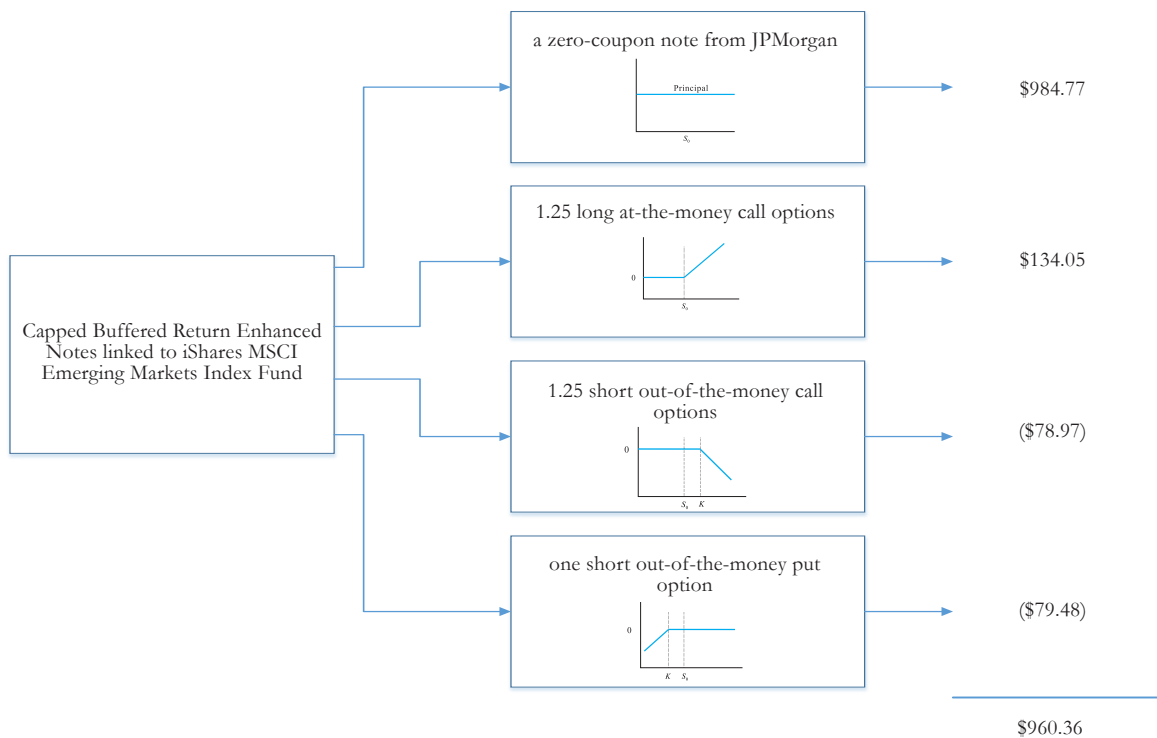 a zero-coupon note from JPMorgan
Principal
S₀
$984.77
1.25 long at-the-money call options
0
S₀
$134.05
Capped Buffered Return Enhanced
Notes linked to iShares MSCI
Emerging Markets Index Fund
1.25 short out-of-the-money call
options
0
S₀ K
($78.97)
one short out-of-the-money put
option
0
K S₀
($79.48)
$960.36